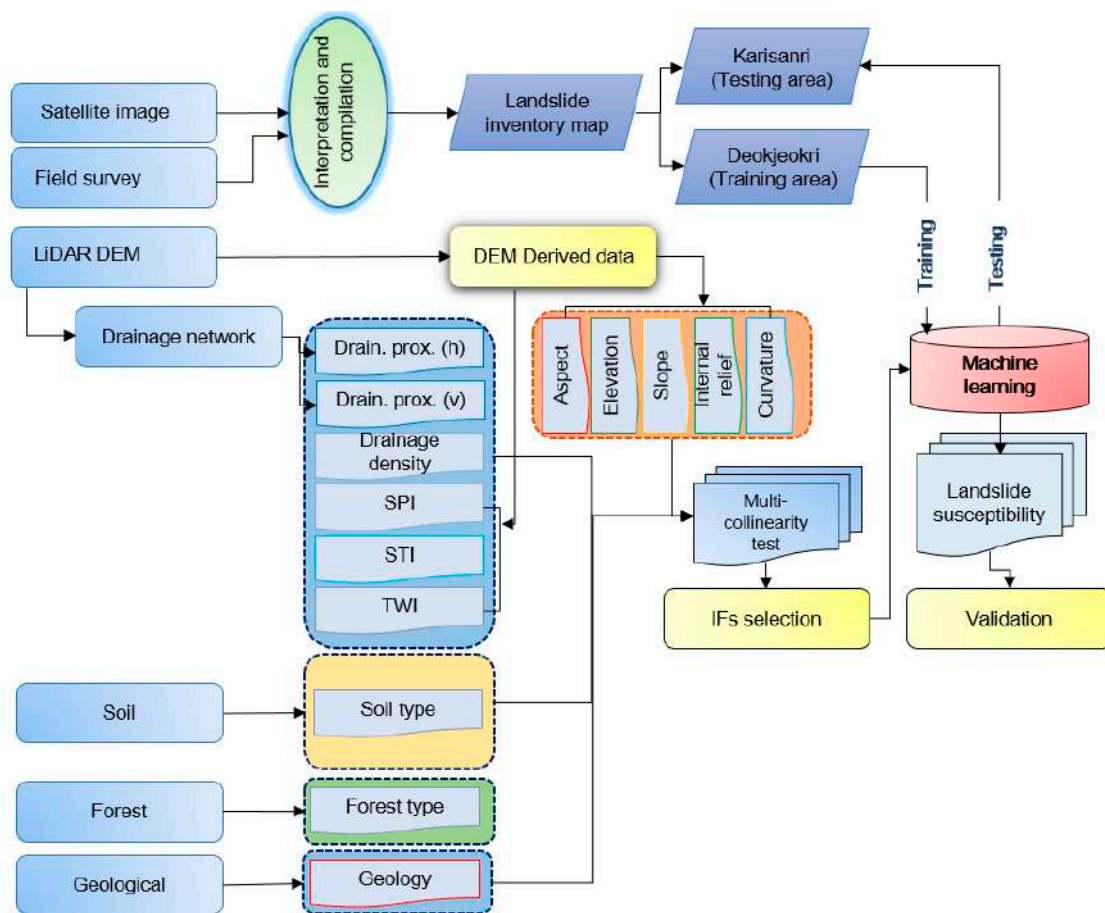 Satellite image
Field survey
Interpretation and
compilation
Landslide
inventory map
Karisanri
(Testing area)
Deokjeokri
(Training area)
LiDAR DEM
DEM Derived data
Training
Testing
Drainage network
Drain. prox. (h)
Drain. prox. (v)
Drainage
density
SPI
STI
TWI
Aspect
Elevation
Slope
Internal
relief
Curvature
Machine
learning
Multi-
collinearity
test
Landslide
susceptibility
IFs selection
Validation
Soil
Soil type
Forest
Forest type
Geological
Geology